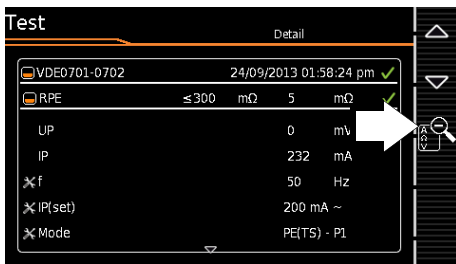 Test
Detail
VDE0701-0702 24/09/2013 01:58:24 pm
RPE ≤300 mΩ 5 mΩ
UP 0 mV
IP 232 mA
f 50 Hz
IP(set) 200 mA ~
Mode PE(TS) - P1
A
Ω
V